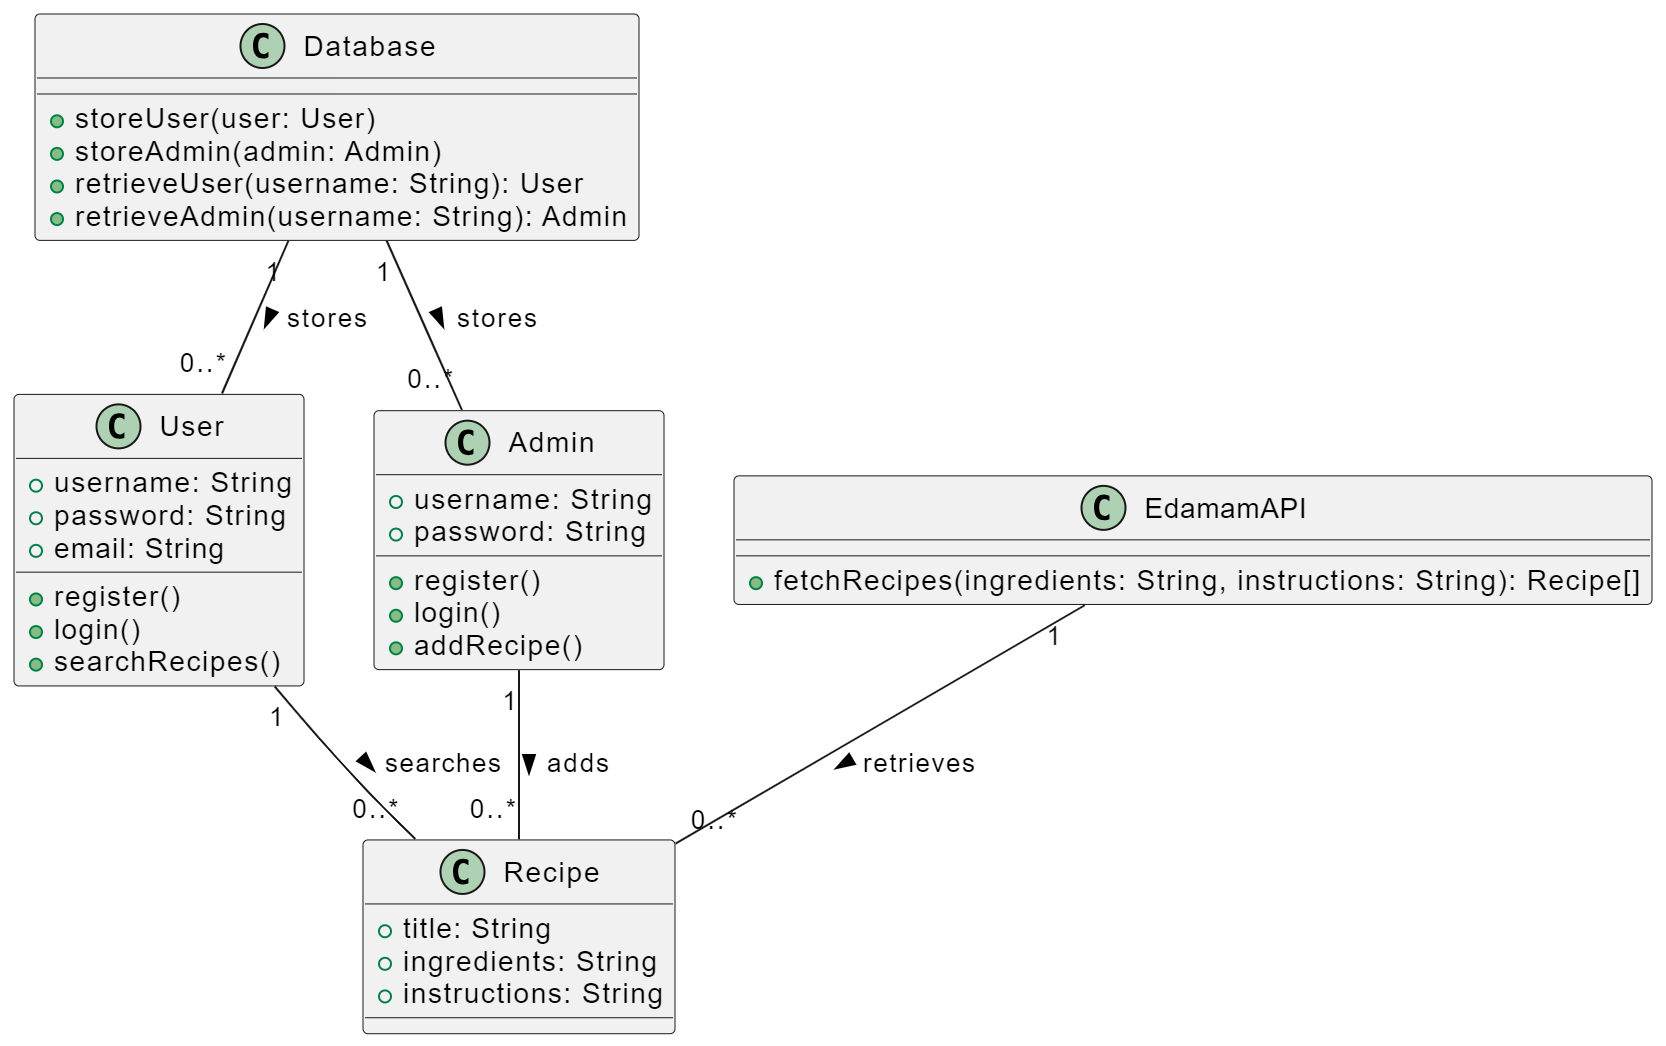 C Database
storeUser(user: User)
storeAdmin(admin: Admin)
retrieveUser(username: String): User
retrieveAdmin(username: String): Admin
1
1
stores
stores
0..*
0..*
C User
username: String
password: String
email: String
register()
login()
searchRecipes()
C Admin
username: String
password: String
register()
login()
addRecipe()
C EdamamAPI
fetchRecipes(ingredients: String, instructions: String): Recipe[]
1
1
1
searches
adds
retrieves
0..*
0..*
0..*
C Recipe
title: String
ingredients: String
instructions: String